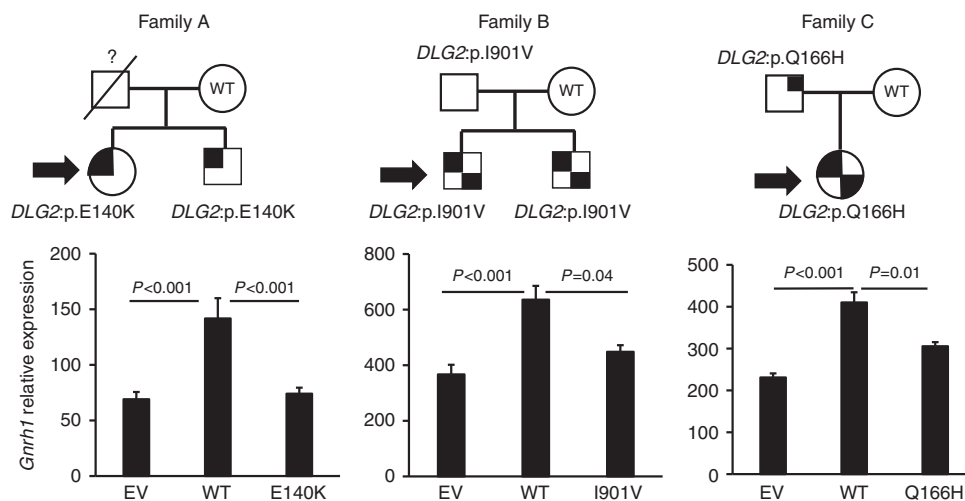 Family A
Family B
Family C
?
WT
DLG2:p.E140K
DLG2:p.E140K
DLG2:p.I901V
WT
DLG2:p.I901V
DLG2:p.I901V
DLG2:p.Q166H
WT
DLG2:p.Q166H
Gnrh1 relative expression
200
150
100
50
0
P<0.001
P<0.001
EV
WT
E140K
800
600
400
200
0
P<0.001
P=0.04
EV
WT
I901V
500
400
300
200
100
0
P<0.001
P=0.01
EV
WT
Q166H